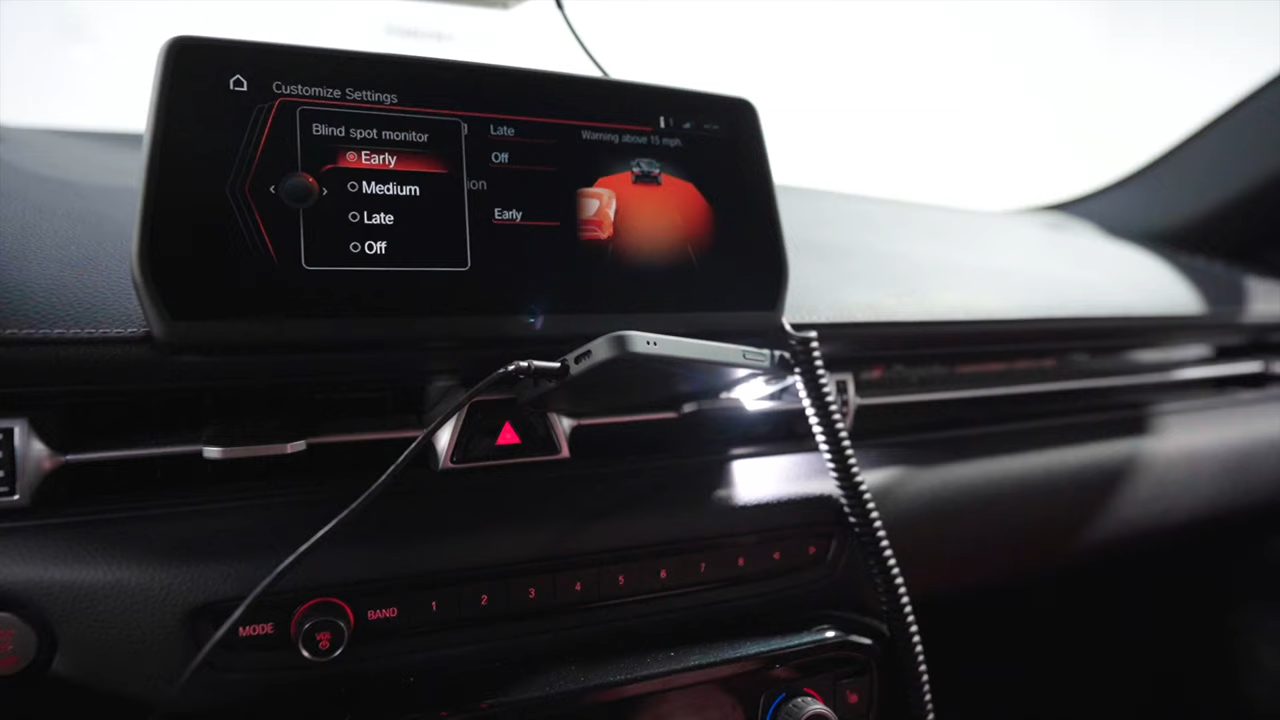 Customize Settings
Blind spot monitor
Early
Medium
Late
Off
Late
Off
ion
Early
Warning above 15 mph.
MODE
VOL
BAND
1
2
3
4
5
6
7
8